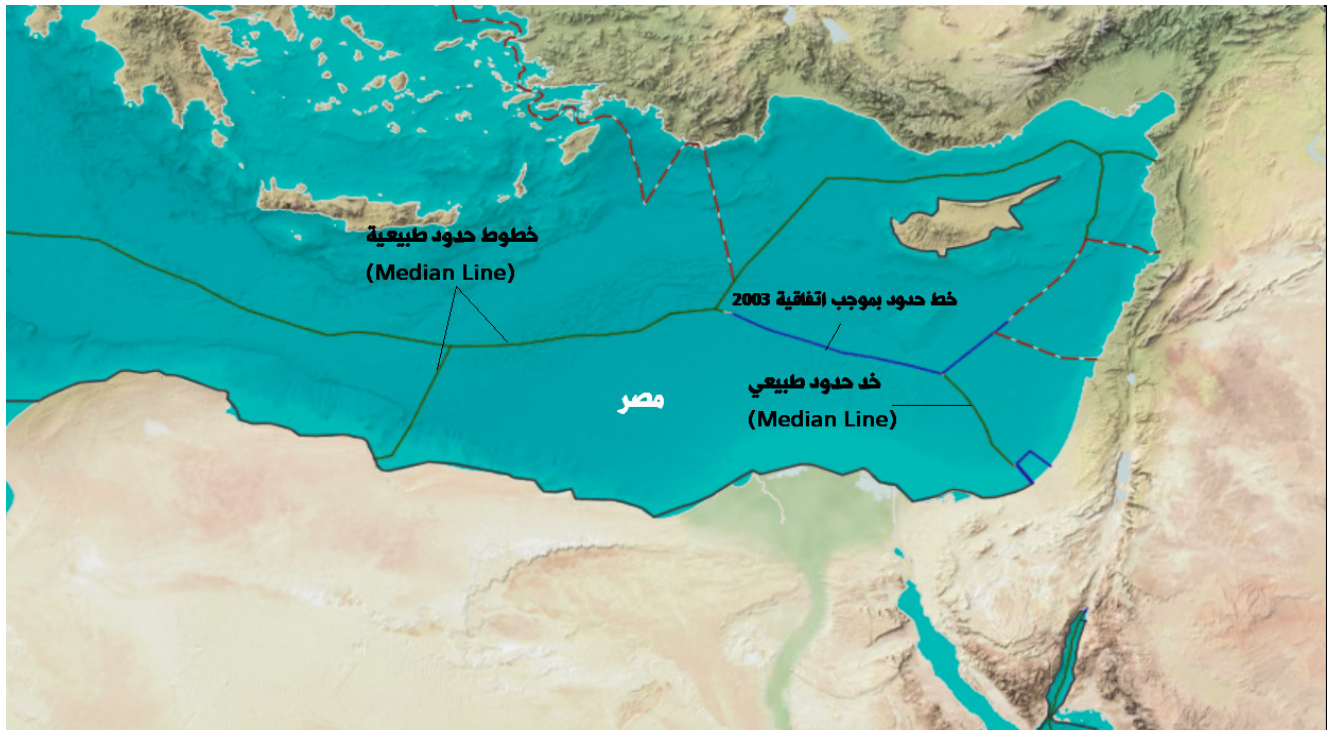 خطوط حدود طبيعية
(Median Line)
خط حدود بموجب اتفاقية 2003
خد حدود طبيعي
(Median Line)
مصر